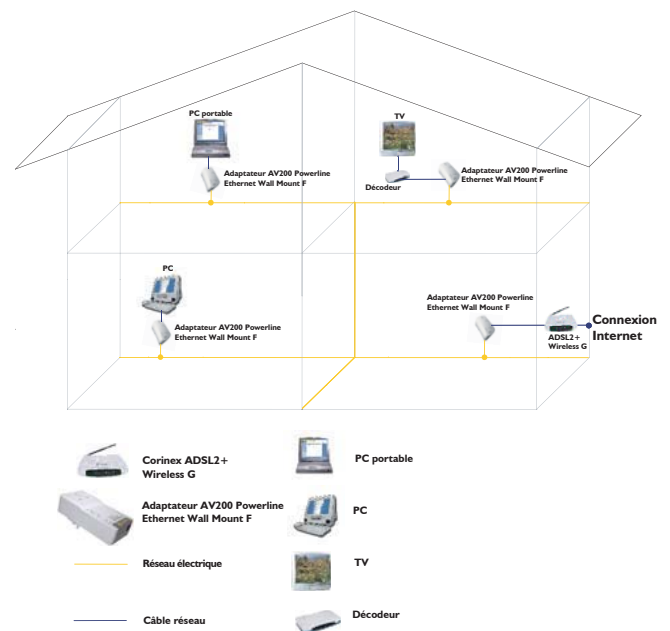 PC portable
TV
Adaptateur AV200 Powerline
Ethernet Wall Mount F
Décodeur
Adaptateur AV200 Powerline
Ethernet Wall Mount F
PC
Adaptateur AV200 Powerline
Ethernet Wall Mount F
Adaptateur AV200 Powerline
Ethernet Wall Mount F
ADSL2+
Wireless G
Connexion
Internet
Corinex ADSL2+
Wireless G
PC portable
Adaptateur AV200 Powerline
Ethernet Wall Mount F
PC
Réseau électrique
TV
Câble réseau
Décodeur